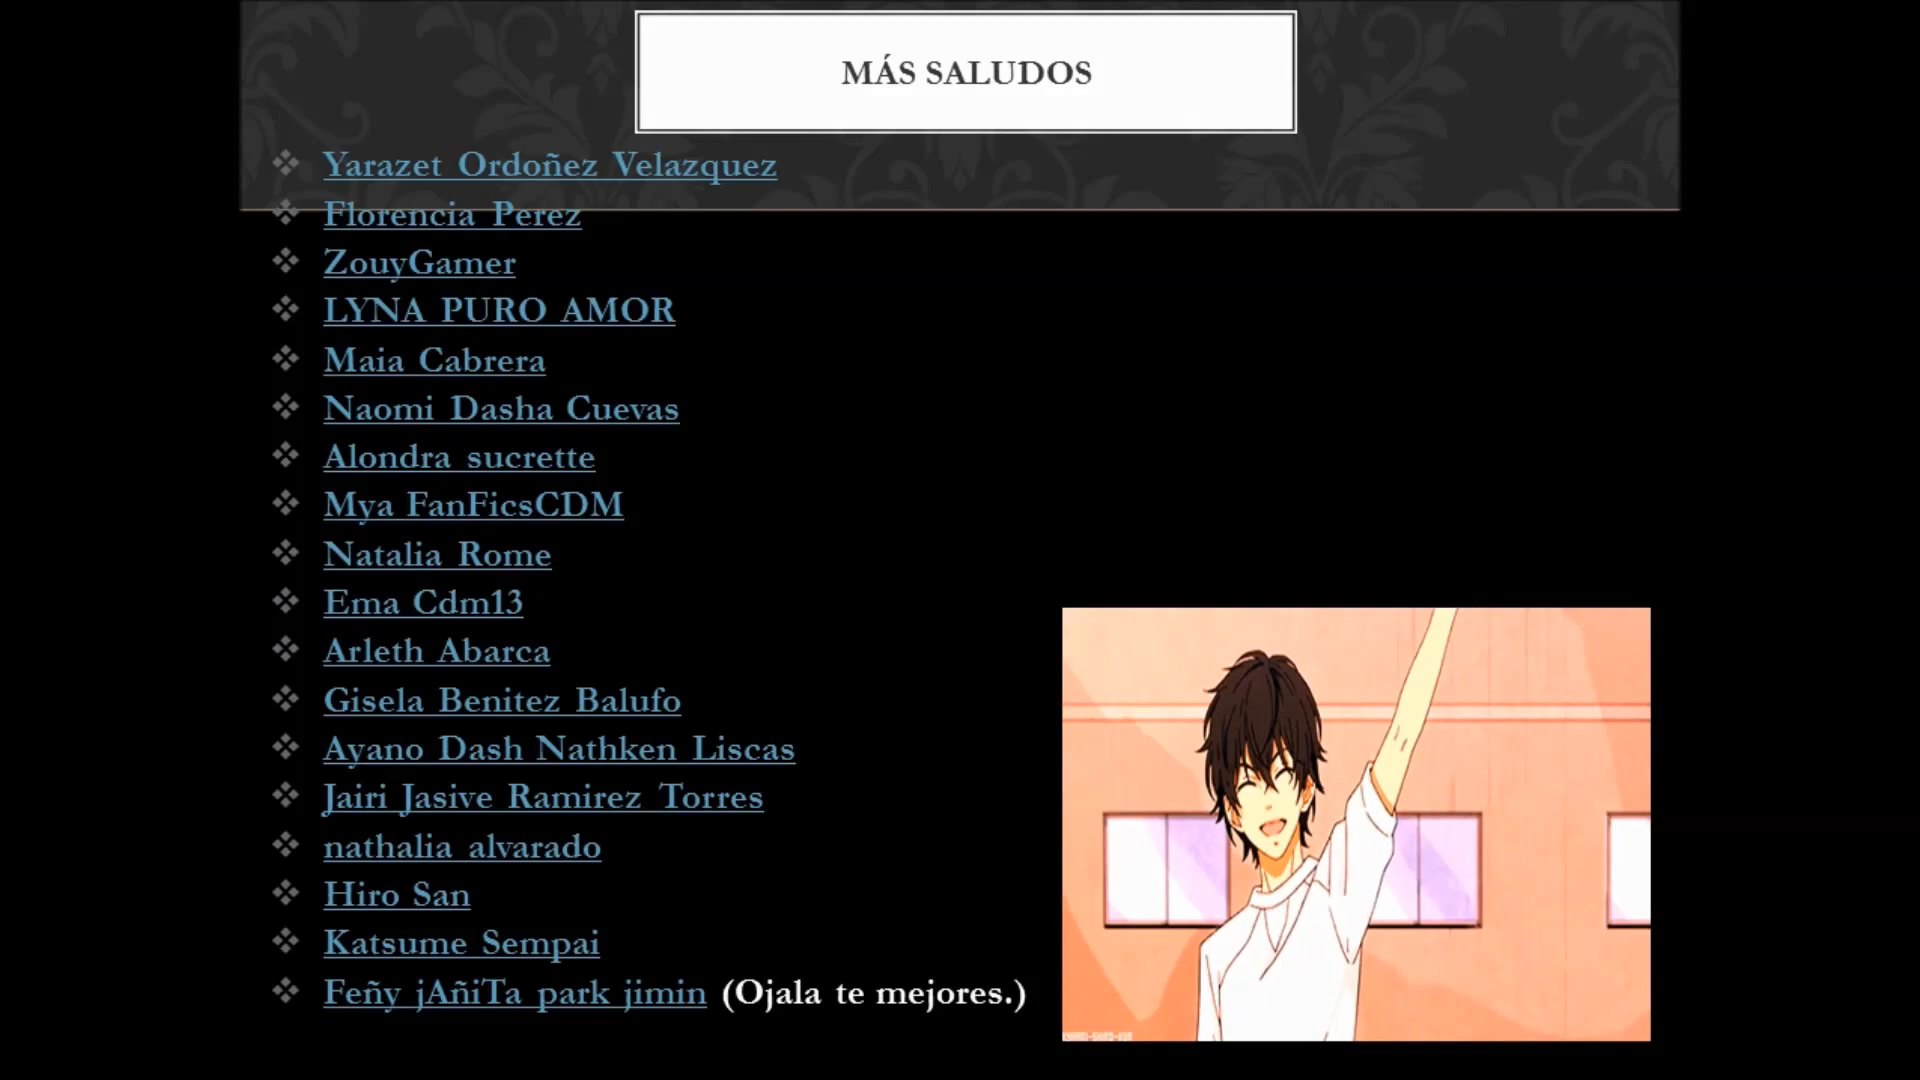 MÁS SALUDOS
Yarazet Ordoñez Velazquez
Florencia Perez
ZouyGamer
LYNA PURO AMOR
Maia Cabrera
Naomi Dasha Cuevas
Alondra sucrette
Mya FanFicsCDM
Natalia Rome
Ema Cdm13
Arleth Abarca
Gisela Benitez Balufo
Ayano Dash Nathken Liscas
Jairi Jasive Ramirez Torres
nathalia alvarado
Hiro San
Katsume Sempai
Feñy jAñiTa park jimin (Ojala te mejores.)